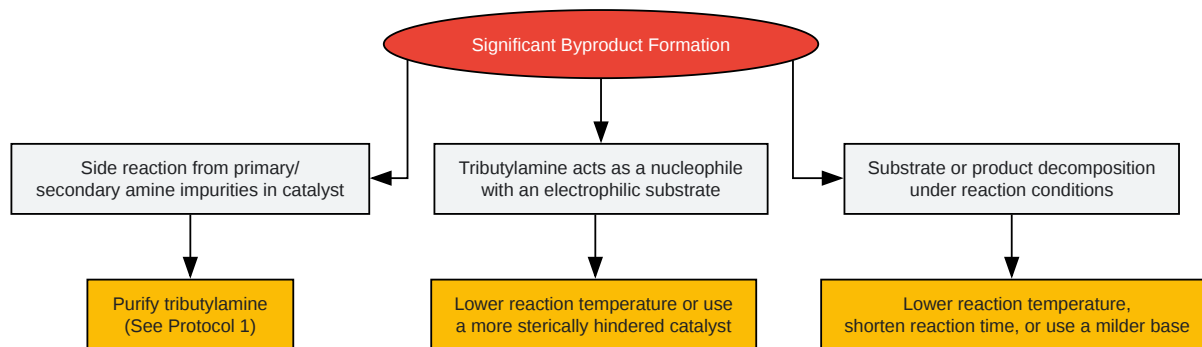 Significant Byproduct Formation
Side reaction from primary/
secondary amine impurities in catalyst
Tributylamine acts as a nucleophile
with an electrophilic substrate
Substrate or product decomposition
under reaction conditions
Purify tributylamine
(See Protocol 1)
Lower reaction temperature or use
a more sterically hindered catalyst
Lower reaction temperature,
shorten reaction time, or use a milder base